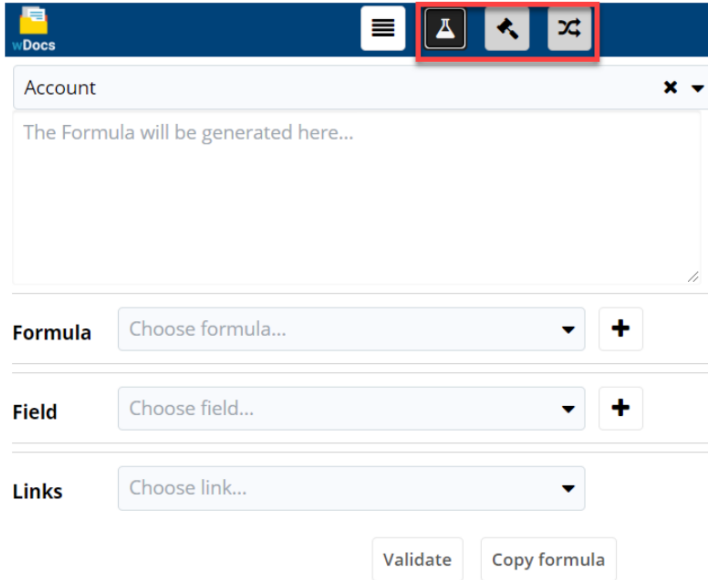 wDocs
Account
The Formula will be generated here...
Formula Choose formula...
Field Choose field...
Links Choose link...
Validate Copy formula